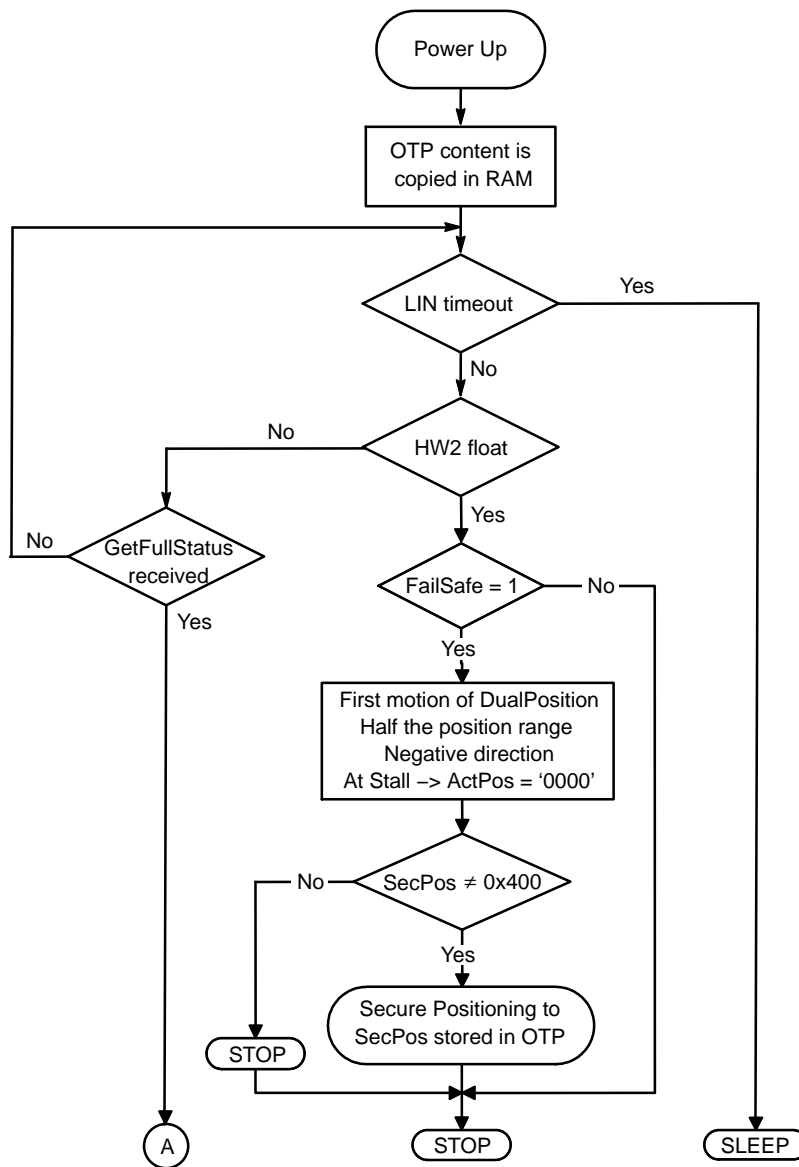 Power Up
OTP content is
copied in RAM
LIN timeout
Yes
No
HW2 float
No
Yes
GetFullStatus
received
No
Yes
FailSafe = 1
No
Yes
First motion of DualPosition
Half the position range
Negative direction
At Stall −> ActPos = ‘0000’
SecPos ≠ 0x400
No
Yes
Secure Positioning to
SecPos stored in OTP
STOP
A
STOP
SLEEP